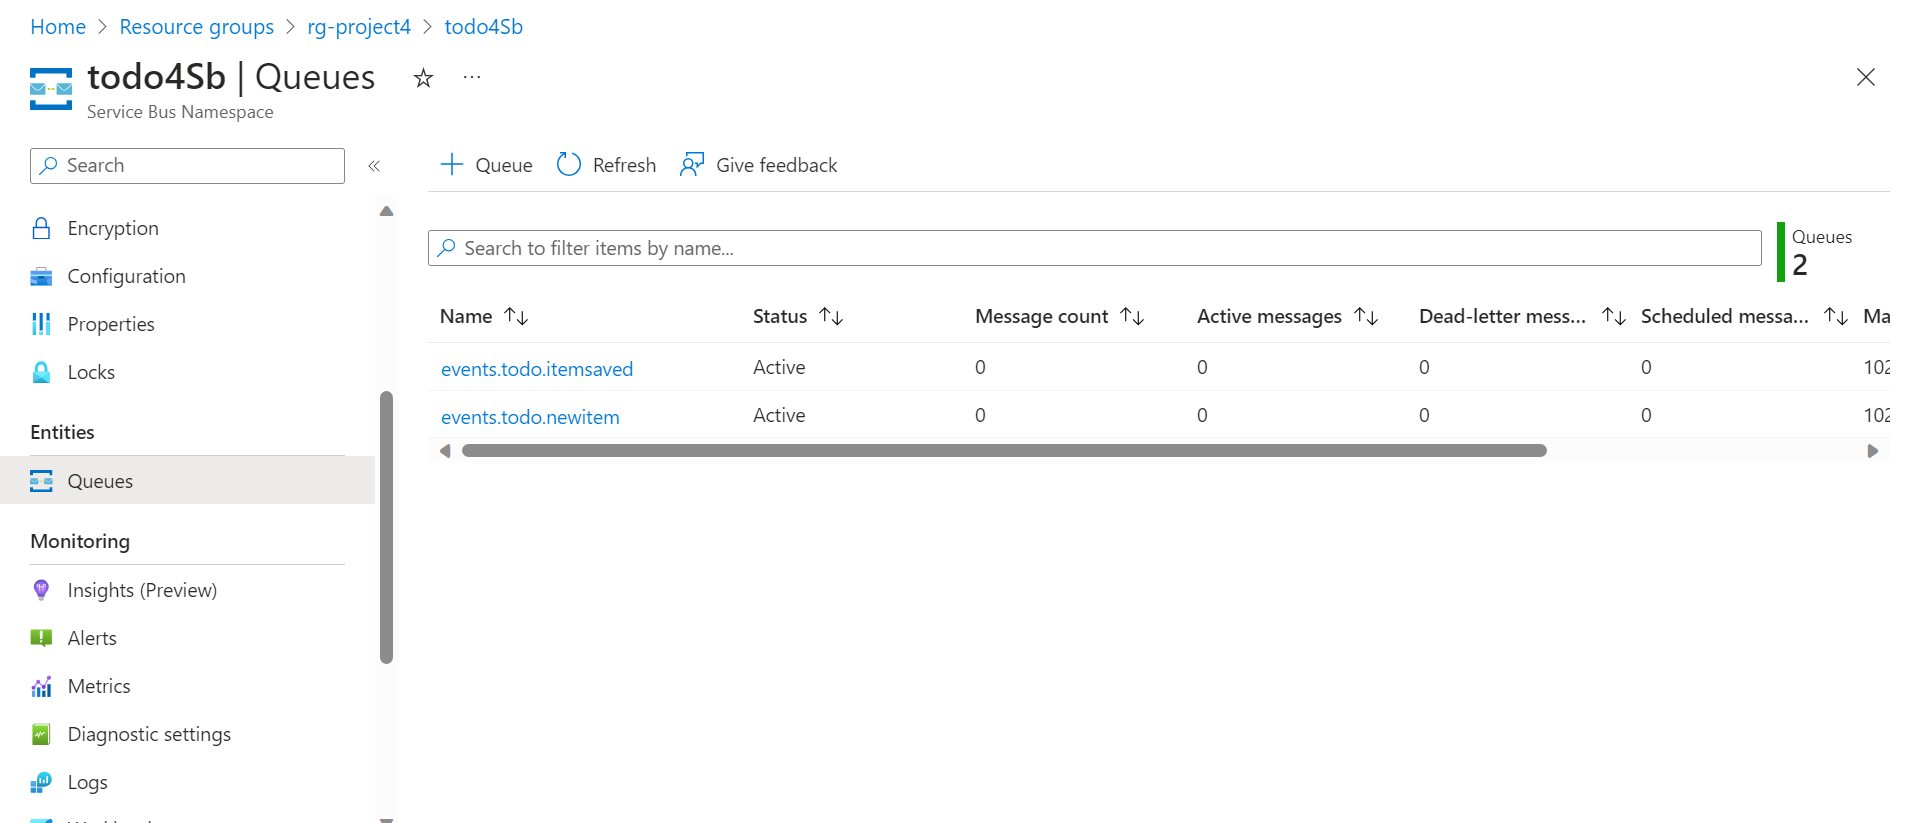 Home > Resource groups > rg-project4 > todo4Sb
todo4Sb | Queues
Service Bus Namespace
Search
Encryption
Configuration
Properties
Locks
Entities
Queues
Monitoring
Insights (Preview)
Alerts
Metrics
Diagnostic settings
Logs
Queue Refresh Give feedback
Search to filter items by name...
Queues
2
Name Status Message count Active messages Dead-letter mess... Scheduled messa... Ma
events.todo.itemsaved Active 0 0 0 0 102
events.todo.newitem Active 0 0 0 0 102